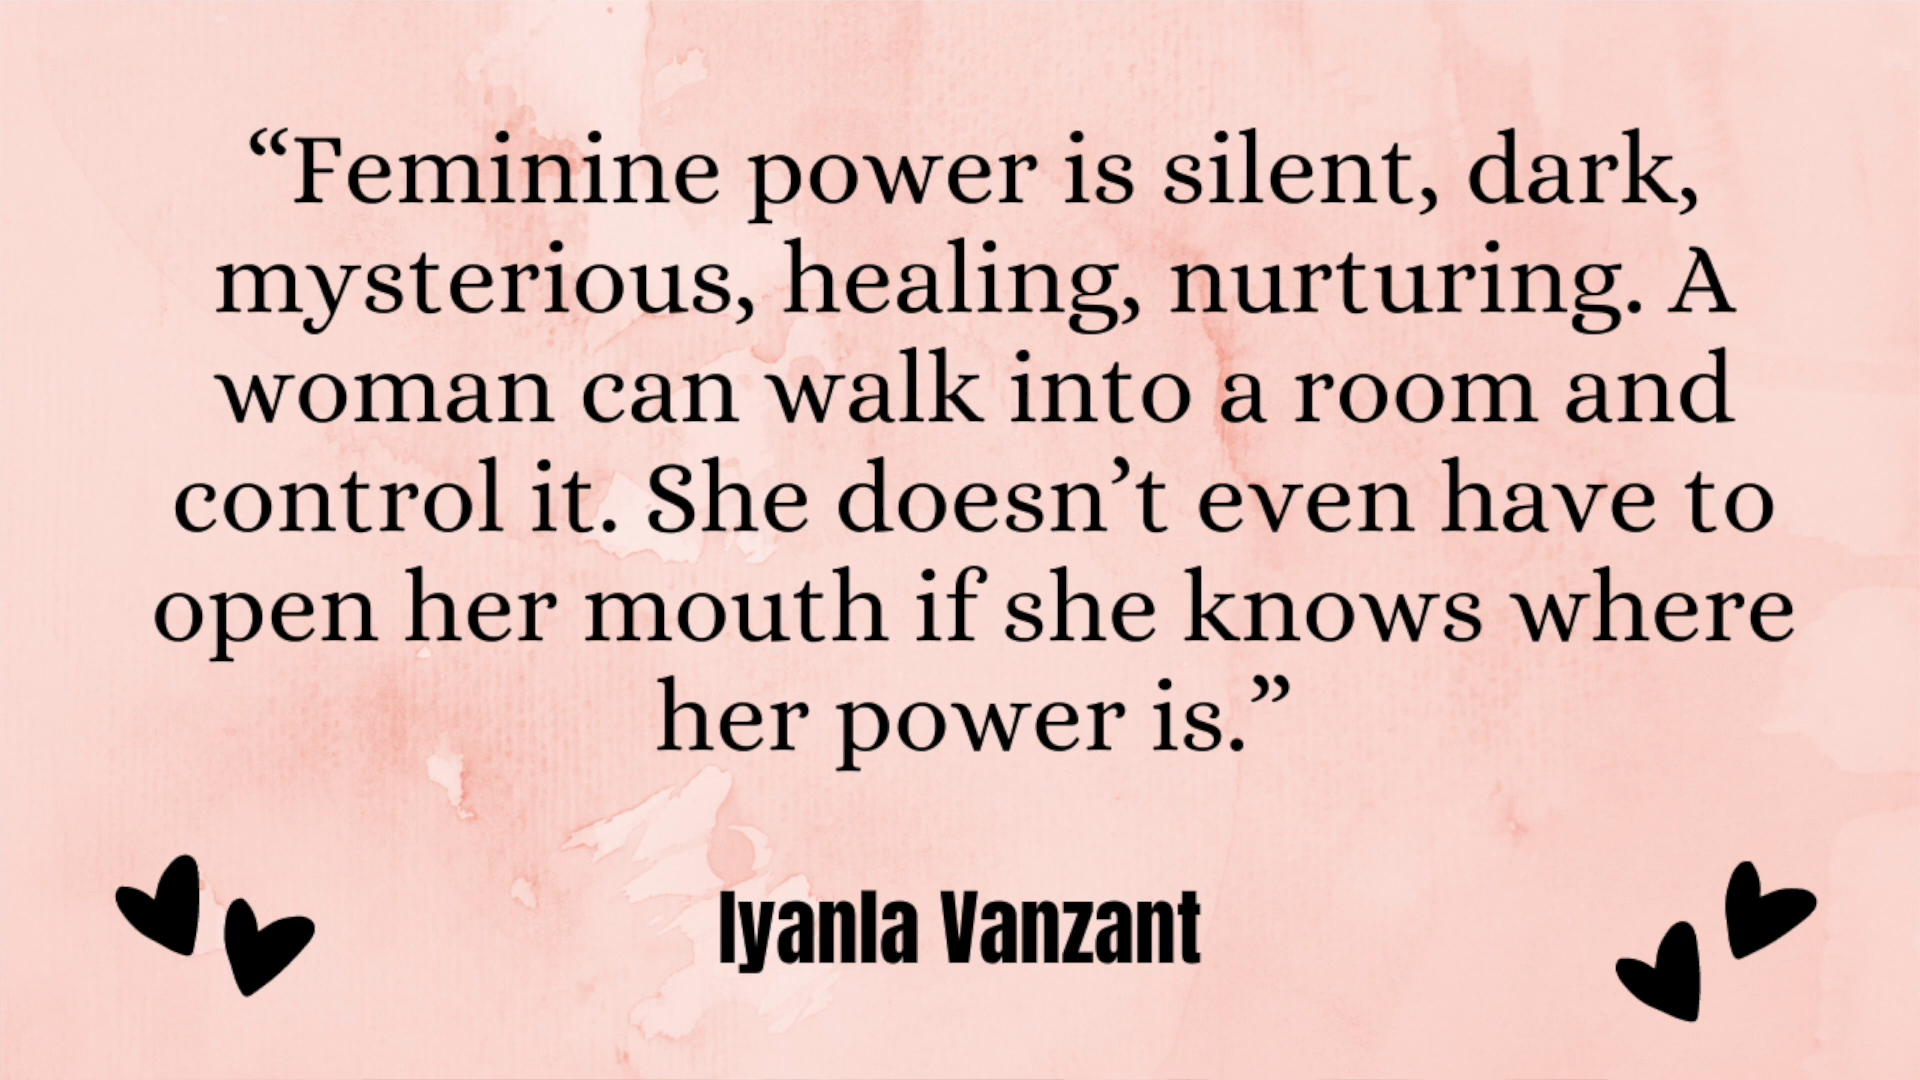 “Feminine power is silent, dark,
mysterious, healing, nurturing. A
woman can walk into a room and
control it. She doesn’t even have to
open her mouth if she knows where
her power is.”
Iyanla Vanzant